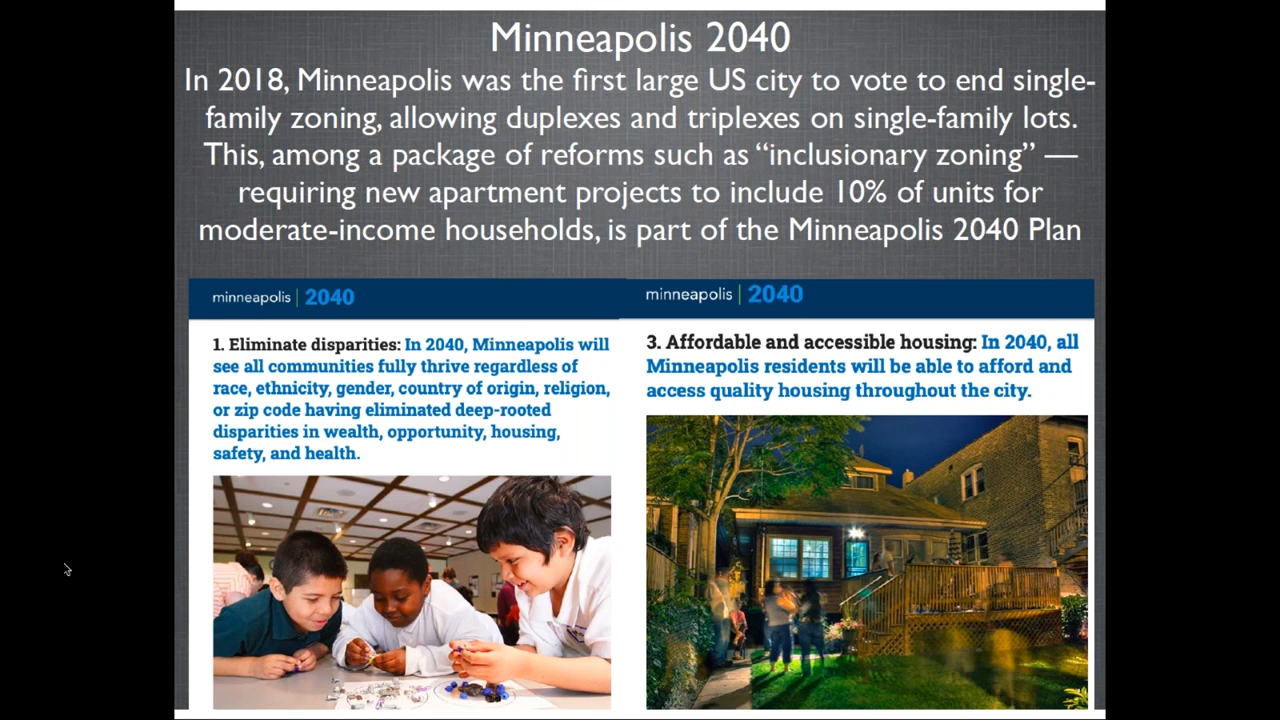 Minneapolis 2040
In 2018, Minneapolis was the first large US city to vote to end single-
family zoning, allowing duplexes and triplexes on single-family lots.
This, among a package of reforms such as “inclusionary zoning” —
requiring new apartment projects to include 10% of units for
moderate-income households, is part of the Minneapolis 2040 Plan
minneapolis | 2040
1. Eliminate disparities: In 2040, Minneapolis will
see all communities fully thrive regardless of
race, ethnicity, gender, country of origin, religion,
or zip code having eliminated deep-rooted
disparities in wealth, opportunity, housing,
safety, and health.
minneapolis | 2040
3. Affordable and accessible housing: In 2040, all
Minneapolis residents will be able to afford and
access quality housing throughout the city.